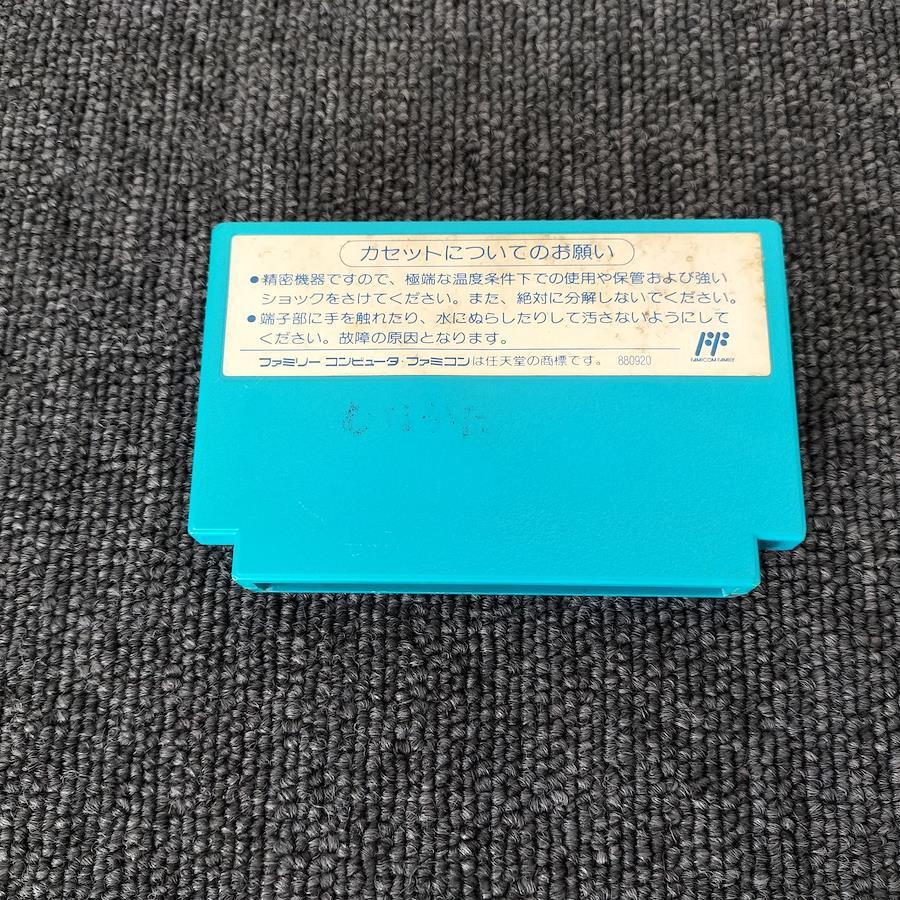 カセットについてのお願い
●精密機器ですので、極端な温度条件下での使用や保管および強い
ショックをさけてください。また、絶対に分解しないでください。
●端子部に手を触れたり、水にぬらしたりして汚さないようにして
ください。故障の原因となります。
FAMICOM FAMILY
ファミリー コンピュータ・ファミコンは任天堂の商標です。 880920